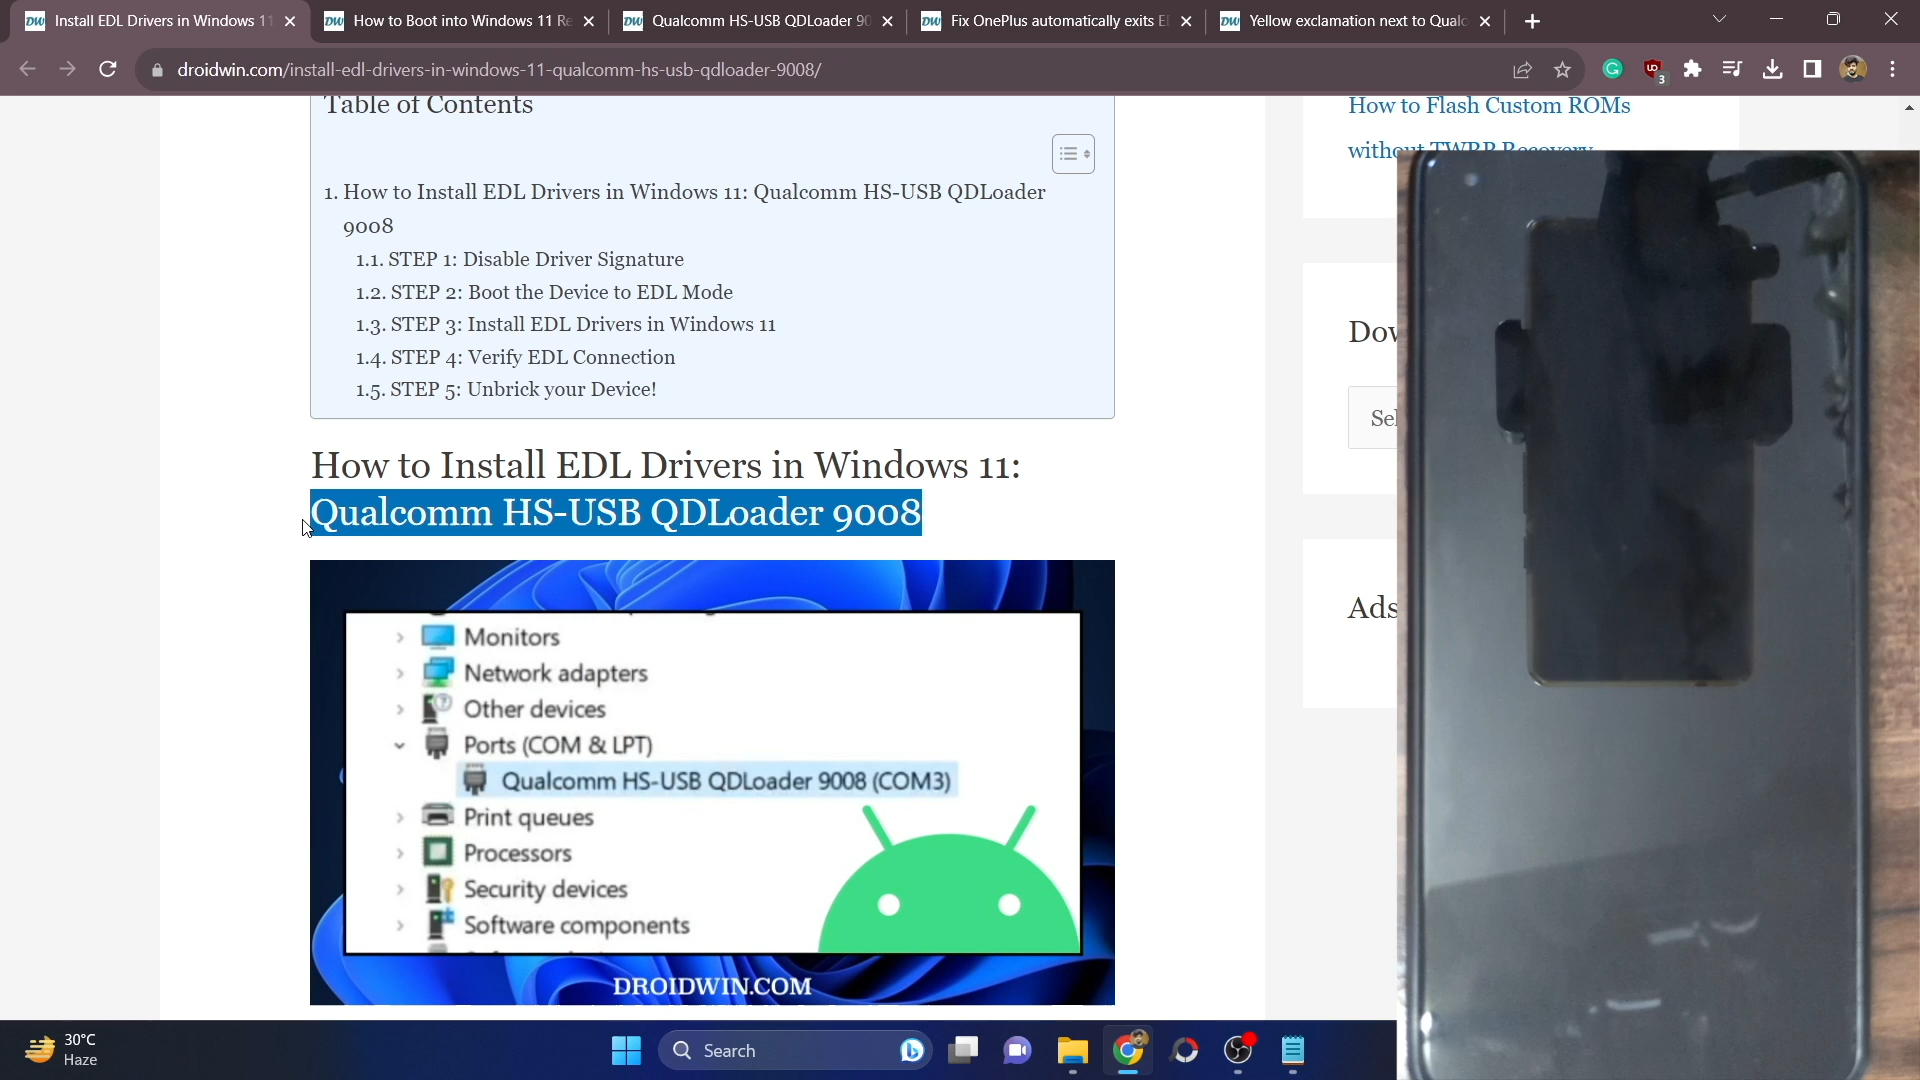 Install EDL Drivers in Windows 11
How to Boot into Windows 11 Re
Qualcomm HS-USB QDLoader 90
Fix OnePlus automatically exits E
Yellow exclamation next to Qualc
droidwin.com/install-edl-drivers-in-windows-11-qualcomm-hs-usb-qdloader-9008/
3
Table of Contents
1. How to Install EDL Drivers in Windows 11: Qualcomm HS-USB QDLoader
9008
1.1. STEP 1: Disable Driver Signature
1.2. STEP 2: Boot the Device to EDL Mode
1.3. STEP 3: Install EDL Drivers in Windows 11
1.4. STEP 4: Verify EDL Connection
1.5. STEP 5: Unbrick your Device!
How to Install EDL Drivers in Windows 11:
Qualcomm HS-USB QDLoader 9008
Monitors
Network adapters
Other devices
Ports (COM & LPT)
Qualcomm HS-USB QDLoader 9008 (COM3)
Print queues
Processors
Security devices
Software components
DROIDWIN.COM
How to Flash Custom ROMs
without TWRP Recovery
Dow
Sel
Ads
30°C
Haze
Search